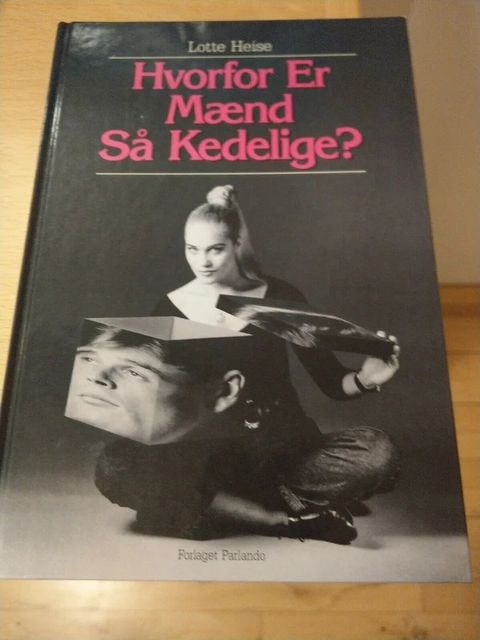 Lotte Heise
Hvorfor Er
Mænd
Så Kedelige?
Forlaget Parlando